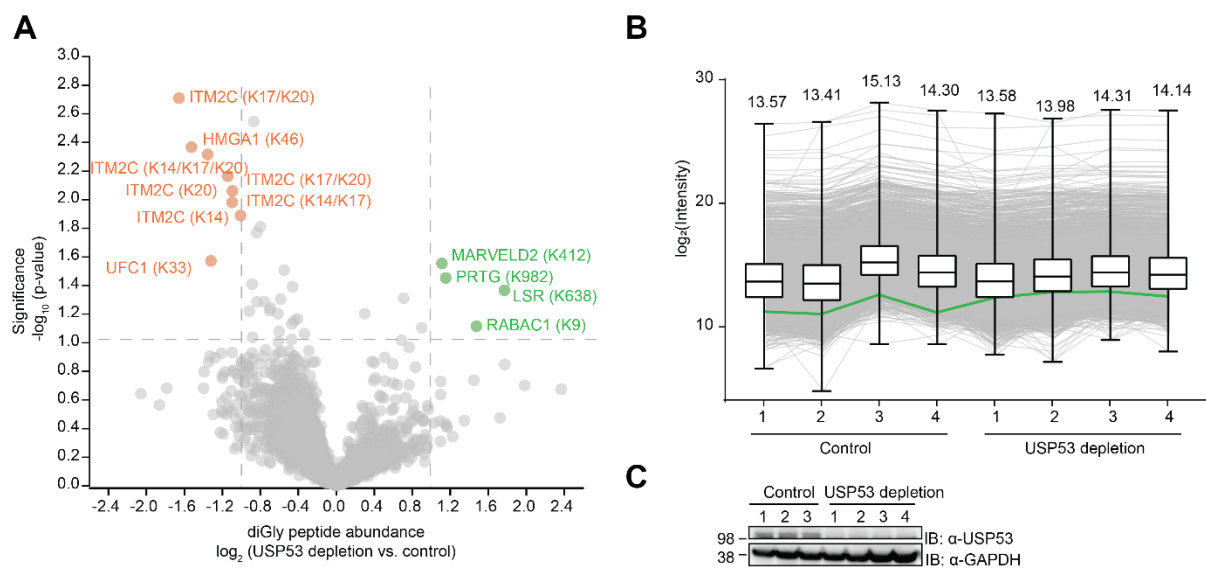 A
3.0
2.8
2.6
2.4
2.2
2.0
1.8
1.6
1.4
1.2
1.0
0.8
0.6
0.4
0.2
0.0
Significance
-log10 (p-value)
ITM2C (K17/K20)
HMGA1 (K46)
ITM2C (K14/K17/K20)
ITM2C (K17/K20)
ITM2C (K20)
ITM2C (K14/K17)
ITM2C (K14)
UFC1 (K33)
MARVELD2 (K412)
PRTG (K982)
LSR (K638)
RABAC1 (K9)
-2.4 -1.8 -1.4 -1.2 -0.6 0.0 0.4 0.8 1.2 1.8 2.4
diGly peptide abundance
log2 (USP53 depletion vs. control)
B
30
20
10
log2(Intensity)
13.57 13.41 15.13 14.30 13.58 13.98 14.31 14.14
1 2 3 4 1 2 3 4
Control USP53 depletion
C
Control USP53 depletion
1 2 3 1 2 3 4
98 IB: α-USP53
38 IB: α-GAPDH